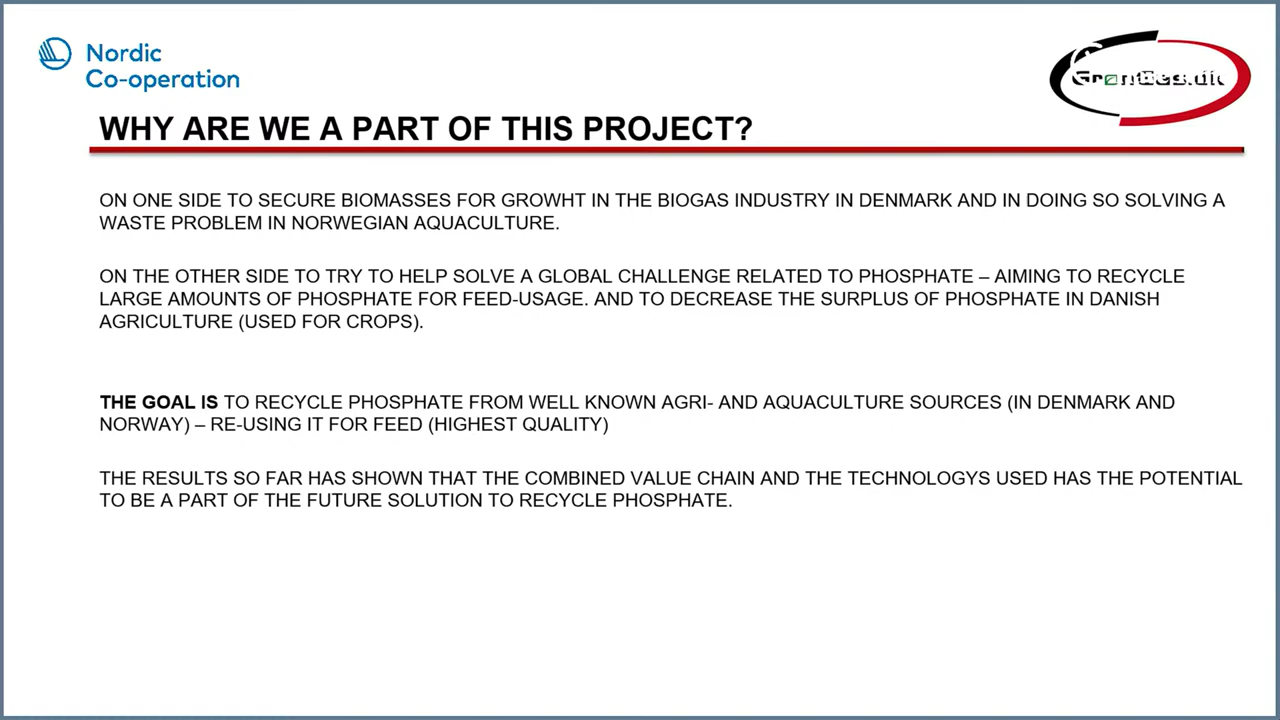 Nordic
Co-operation
WHY ARE WE A PART OF THIS PROJECT?
ON ONE SIDE TO SECURE BIOMASSES FOR GROWHT IN THE BIOGAS INDUSTRY IN DENMARK AND IN DOING SO SOLVING A
WASTE PROBLEM IN NORWEGIAN AQUACULTURE.
ON THE OTHER SIDE TO TRY TO HELP SOLVE A GLOBAL CHALLENGE RELATED TO PHOSPHATE – AIMING TO RECYCLE
LARGE AMOUNTS OF PHOSPHATE FOR FEED-USAGE. AND TO DECREASE THE SURPLUS OF PHOSPHATE IN DANISH
AGRICULTURE (USED FOR CROPS).
THE GOAL IS TO RECYCLE PHOSPHATE FROM WELL KNOWN AGRI- AND AQUACULTURE SOURCES (IN DENMARK AND
NORWAY) – RE-USING IT FOR FEED (HIGHEST QUALITY)
THE RESULTS SO FAR HAS SHOWN THAT THE COMBINED VALUE CHAIN AND THE TECHNOLOGYS USED HAS THE POTENTIAL
TO BE A PART OF THE FUTURE SOLUTION TO RECYCLE PHOSPHATE.